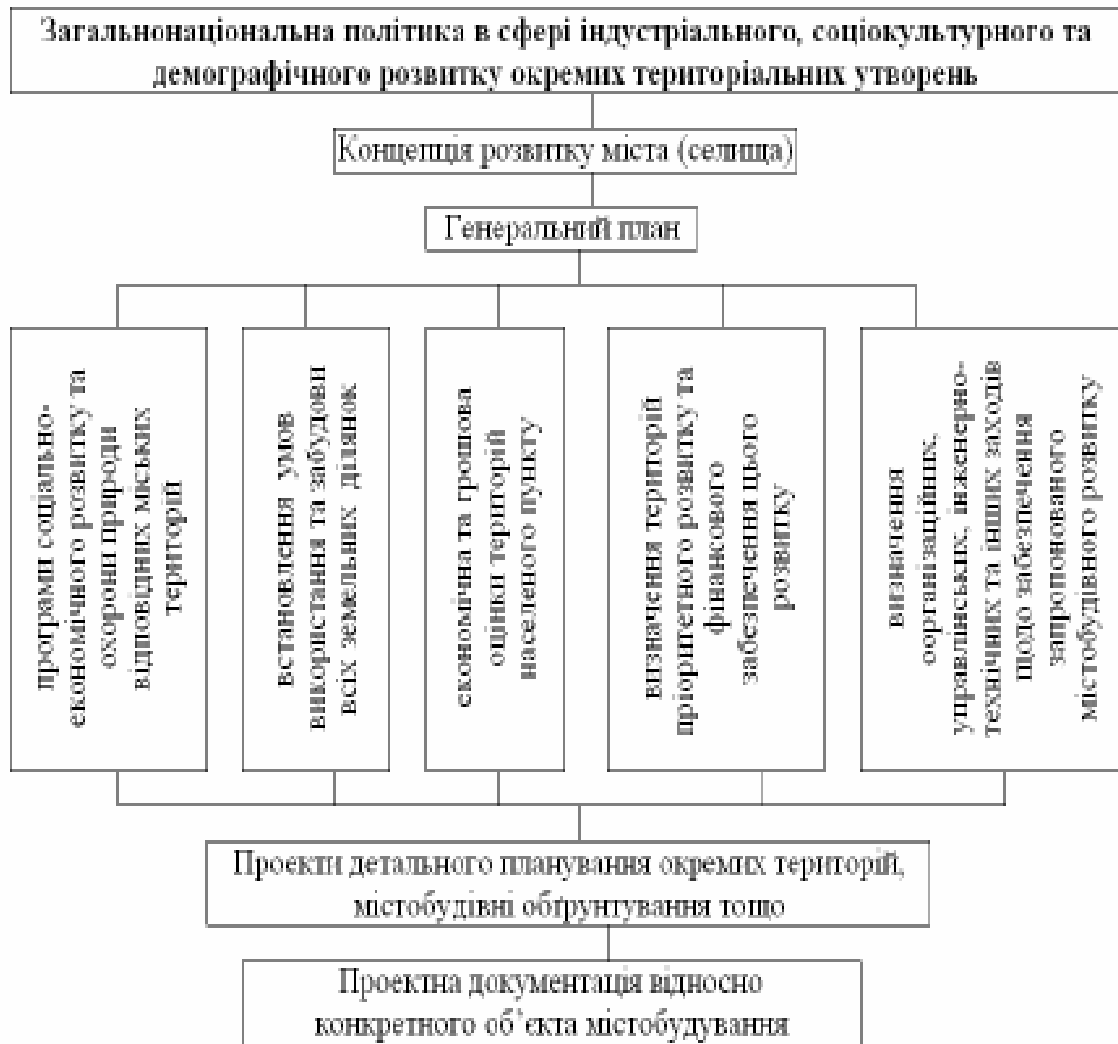 Загальнонаціональна політика в сфері індустріального, соціокультурного та
демографічного розвитку окремих територіальних утворень
Концепція розвитку міста (селища)
Генеральний план
програми соціально-
економічного розвитку та
охорони природи
відповідних міських
територій
встановлення умов
використання та забудови
всіх земельних ділянок
економічна та грошова
оцінки територій
населеного пункту
визначення територій
пріоритетного розвитку та
фінансового
забезпечення цього
розвитку
визначення
організаційних,
управлінських, інженерно-
технічних та інших заходів
щодо забезпечення
запропонованого
містобудівного розвитку
Проекти детального планування окремих територій,
містобудівні обґрунтування тощо
Проектна документація відносно
конкретного об’єкта містобудування